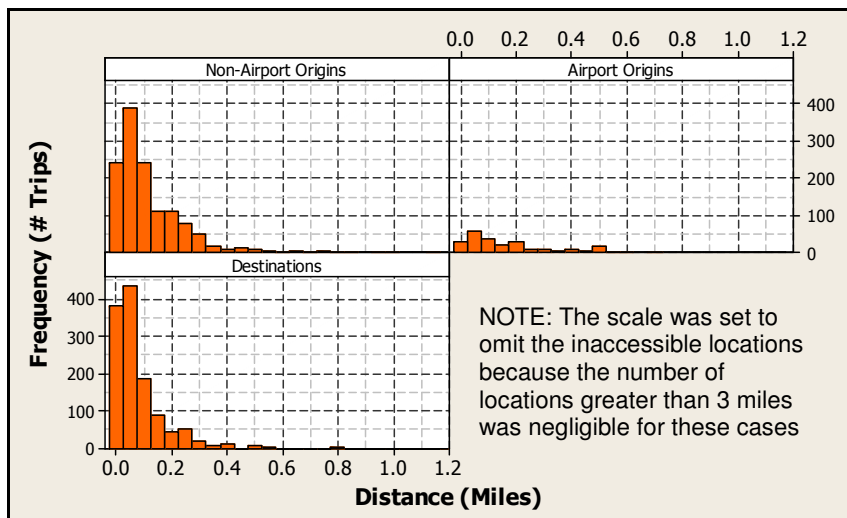 0.0 0.2 0.4 0.6 0.8 1.0 1.2
Non-Airport Origins
Airport Origins
400
300
200
100
0
Destinations
400
300
200
100
0
Frequency (# Trips)
NOTE: The scale was set to
omit the inaccessible locations
because the number of
locations greater than 3 miles
was negligible for these cases
0.0 0.2 0.4 0.6 0.8 1.0 1.2
Distance (Miles)